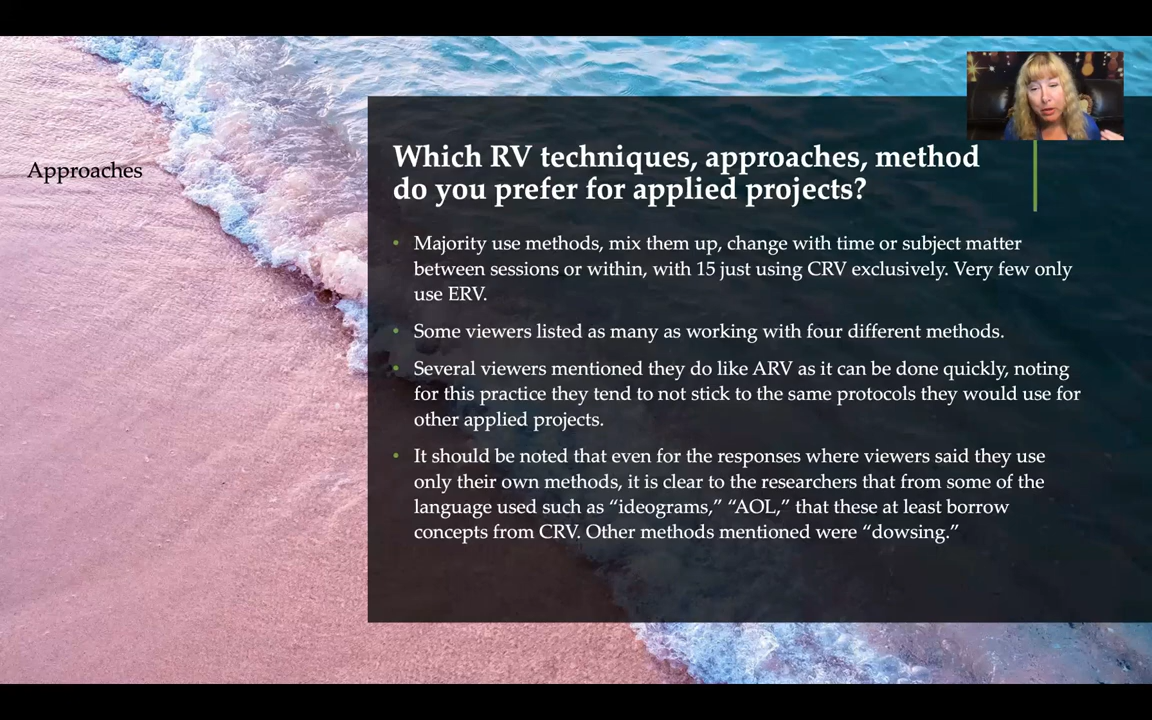 Approaches
Which RV techniques, approaches, method
do you prefer for applied projects?
• Majority use methods, mix them up, change with time or subject matter
between sessions or within, with 15 just using CRV exclusively. Very few only
use ERV.
• Some viewers listed as many as working with four different methods.
• Several viewers mentioned they do like ARV as it can be done quickly, noting
for this practice they tend to not stick to the same protocols they would use for
other applied projects.
• It should be noted that even for the responses where viewers said they use
only their own methods, it is clear to the researchers that from some of the
language used such as “ideograms,” “AOL,” that these at least borrow
concepts from CRV. Other methods mentioned were “dowsing.”